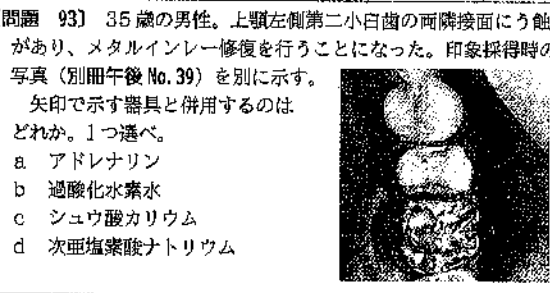 問題 93〕 35歳の男性。上顎左側第二小臼歯の両隣接面にう蝕
があり、メタルインレー修復を行うことになった。印象採得時の
写真（別冊午後No.39）を別に示す。
矢印で示す器具と併用するのは
どれか。1つ選べ。
a アドレナリン
b 過酸化水素水
c シュウ酸カリウム
d 次亜塩素酸ナトリウム